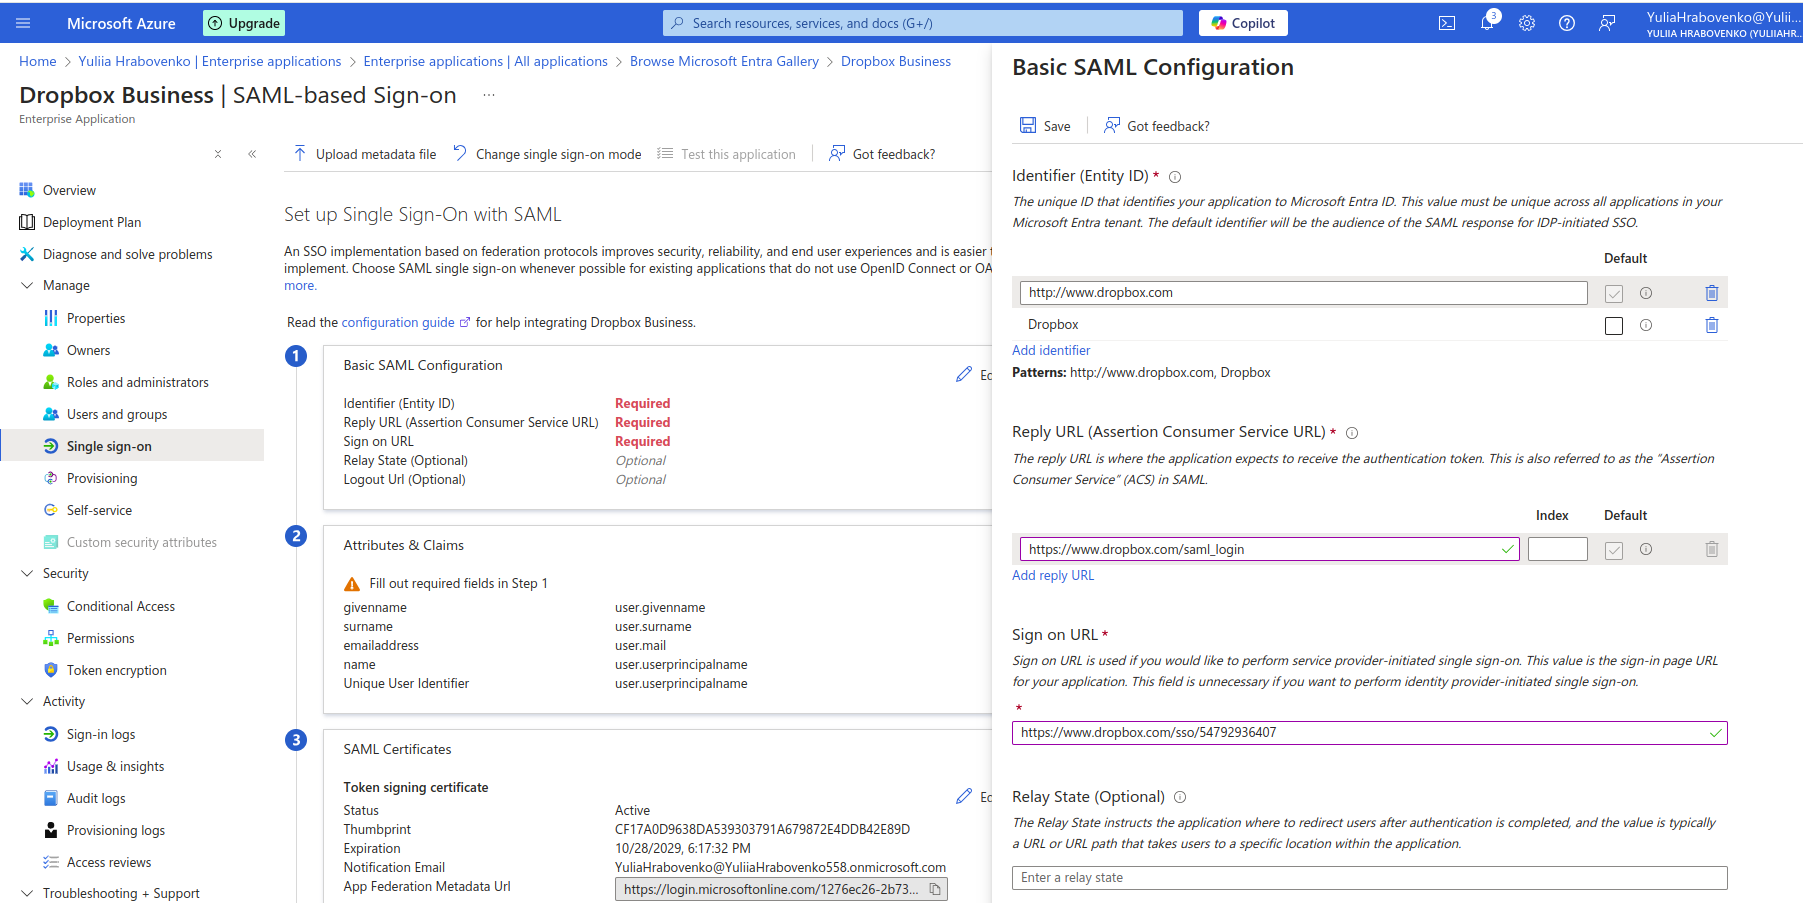 Microsoft Azure
Upgrade
Search resources, services, and docs (G+/)
Copilot
3
YuliaHrabovenko@Yulii...
YULIIA HRABOVENKO (YULIIAHR...
Home > Yuliya Hrabovenko | Enterprise applications > Enterprise applications | All applications > Browse Microsoft Entra Gallery > Dropbox Business
Dropbox Business | SAML-based Sign-on ...
Enterprise Application
Upload metadata file
Change single sign-on mode
Test this application
Got feedback?
Overview
Deployment Plan
Diagnose and solve problems
Manage
Properties
Owners
Roles and administrators
Users and groups
Single sign-on
Provisioning
Self-service
Custom security attributes
Security
Conditional Access
Permissions
Token encryption
Activity
Sign-in logs
Usage & insights
Audit logs
Provisioning logs
Access reviews
Troubleshooting + Support
Set up Single Sign-On with SAML
An SSO implementation based on federation protocols improves security, reliability, and end user experiences and is easier
implement. Choose SAML single sign-on whenever possible for existing applications that do not use OpenID Connect or OA
more.
Read the configuration guide for help integrating Dropbox Business.
1
Basic SAML Configuration
Ed
Identifier (Entity ID) Required
Reply URL (Assertion Consumer Service URL) Required
Sign on URL Required
Relay State (Optional) Optional
Logout Url (Optional) Optional
2
Attributes & Claims
Fill out required fields in Step 1
givenname user.givenname
surname user.surname
emailaddress user.mail
name user.userprincipalname
Unique User Identifier user.userprincipalname
3
SAML Certificates
Token signing certificate
Ed
Status Active
Thumbprint CF17A0D9638DA539303791A679872E4DDB42E89D
Expiration 10/28/2029, 6:17:32 PM
Notification Email YuliaHrabovenko@YuliiaHrabovenko558.onmicrosoft.com
App Federation Metadata Url https://login.microsoftonline.com/1276ec26-2b73...
Basic SAML Configuration
Save
Got feedback?
Identifier (Entity ID) *
The unique ID that identifies your application to Microsoft Entra ID. This value must be unique across all applications in your
Microsoft Entra tenant. The default identifier will be the audience of the SAML response for IDP-initiated SSO.
Default
http://www.dropbox.com
Dropbox
Add identifier
Patterns: http://www.dropbox.com, Dropbox
Reply URL (Assertion Consumer Service URL) *
The reply URL is where the application expects to receive the authentication token. This is also referred to as the "Assertion
Consumer Service" (ACS) in SAML.
Index Default
https://www.dropbox.com/saml_login
Add reply URL
Sign on URL *
Sign on URL is used if you would like to perform service provider-initiated single sign-on. This value is the sign-in page URL
for your application. This field is unnecessary if you want to perform identity provider-initiated single sign-on.
*
https://www.dropbox.com/sso/54792936407
Relay State (Optional)
The Relay State instructs the application where to redirect users after authentication is completed, and the value is typically
a URL or URL path that takes users to a specific location within the application.
Enter a relay state